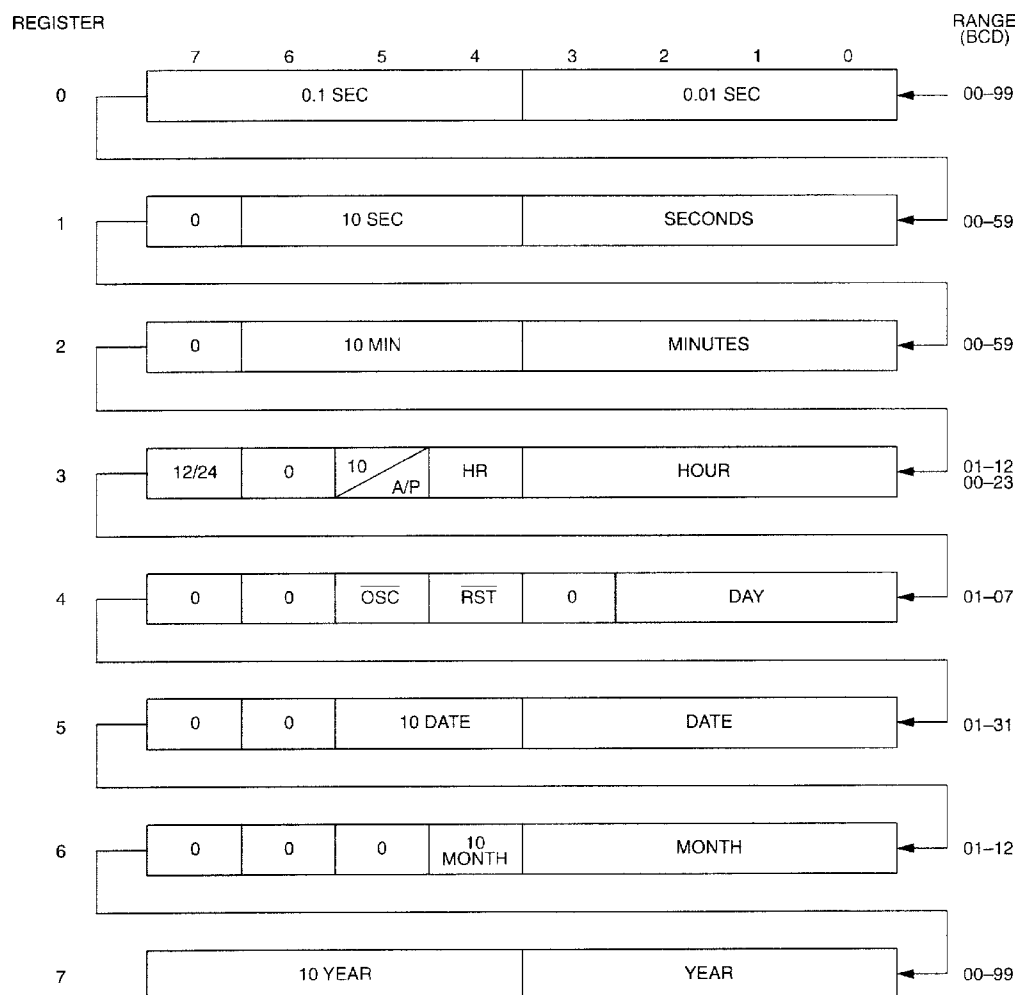 REGISTER
RANGE
(BCD)
7 6 5 4 3 2 1 0
0 0.1 SEC 0.01 SEC 00–99
1 0 10 SEC SECONDS 00–59
2 0 10 MIN MINUTES 00–59
3 12/24 0 10 A/P HR HOUR 01–12
00–23
4 0 0 OSC RST 0 DAY 01–07
5 0 0 10 DATE DATE 01–31
6 0 0 0 10 MONTH MONTH 01–12
7 10 YEAR YEAR 00–99